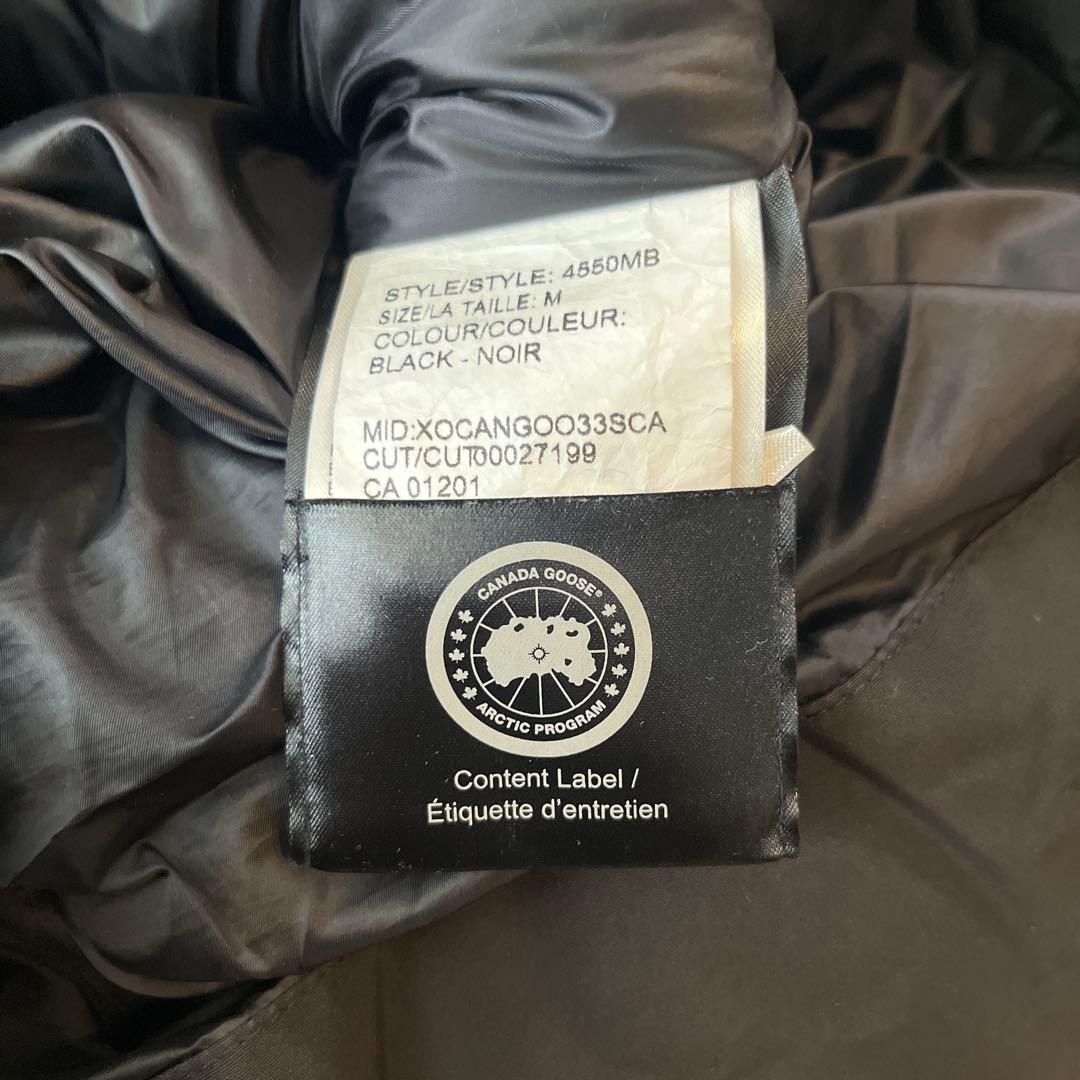 STYLE/STYLE: 4550MB
SIZE/LA TAILLE: M
COLOUR/COULEUR:
BLACK - NOIR
MID:XOCANGOO33SCA
CUT/CUT00027199
CA 01201
CANADA GOOSE®
ARCTIC PROGRAM
Content Label /
Étiquette d'entretien